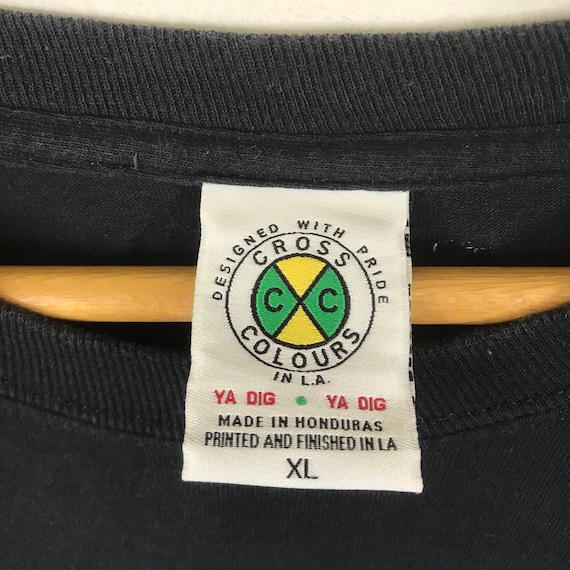 DESIGNED WITH PRIDE
CROSS
C C
COLOURS
IN L.A.
YA DIG • YA DIG
MADE IN HONDURAS
PRINTED AND FINISHED IN LA
XL